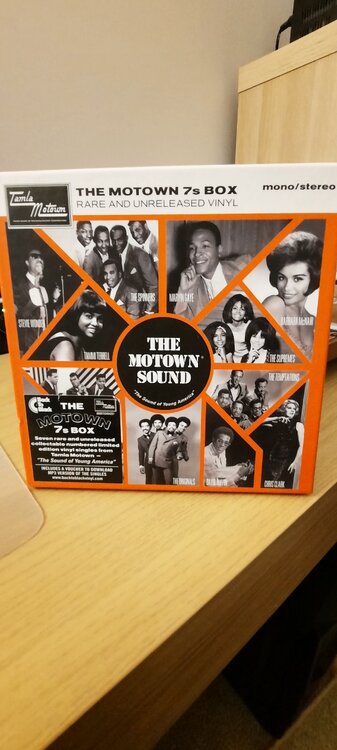 Tamla
Motown
THE MOTOWN 7s BOX
RARE AND UNRELEASED VINYL
mono/stereo
THE SPINNERS
MARVIN GAYE
STEVIE WONDER
BARBARA McNAIR
TAMMI TERRELL
THE SUPREMES
THE
MOTOWN
SOUND
"The Sound of Young America"
THE TEMPTATIONS
THE
MOTOWN
7s BOX
Seven rare and unreleased
collectable numbered limited
edition vinyl singles from
Tamla Motown –
"The Sound of Young America"
INCLUDES A VOUCHER TO DOWNLOAD
MP3 VERSION OF THE SINGLES
www.backtoblackvinyl.com
THE ORIGINALS
CHRIS CLARK